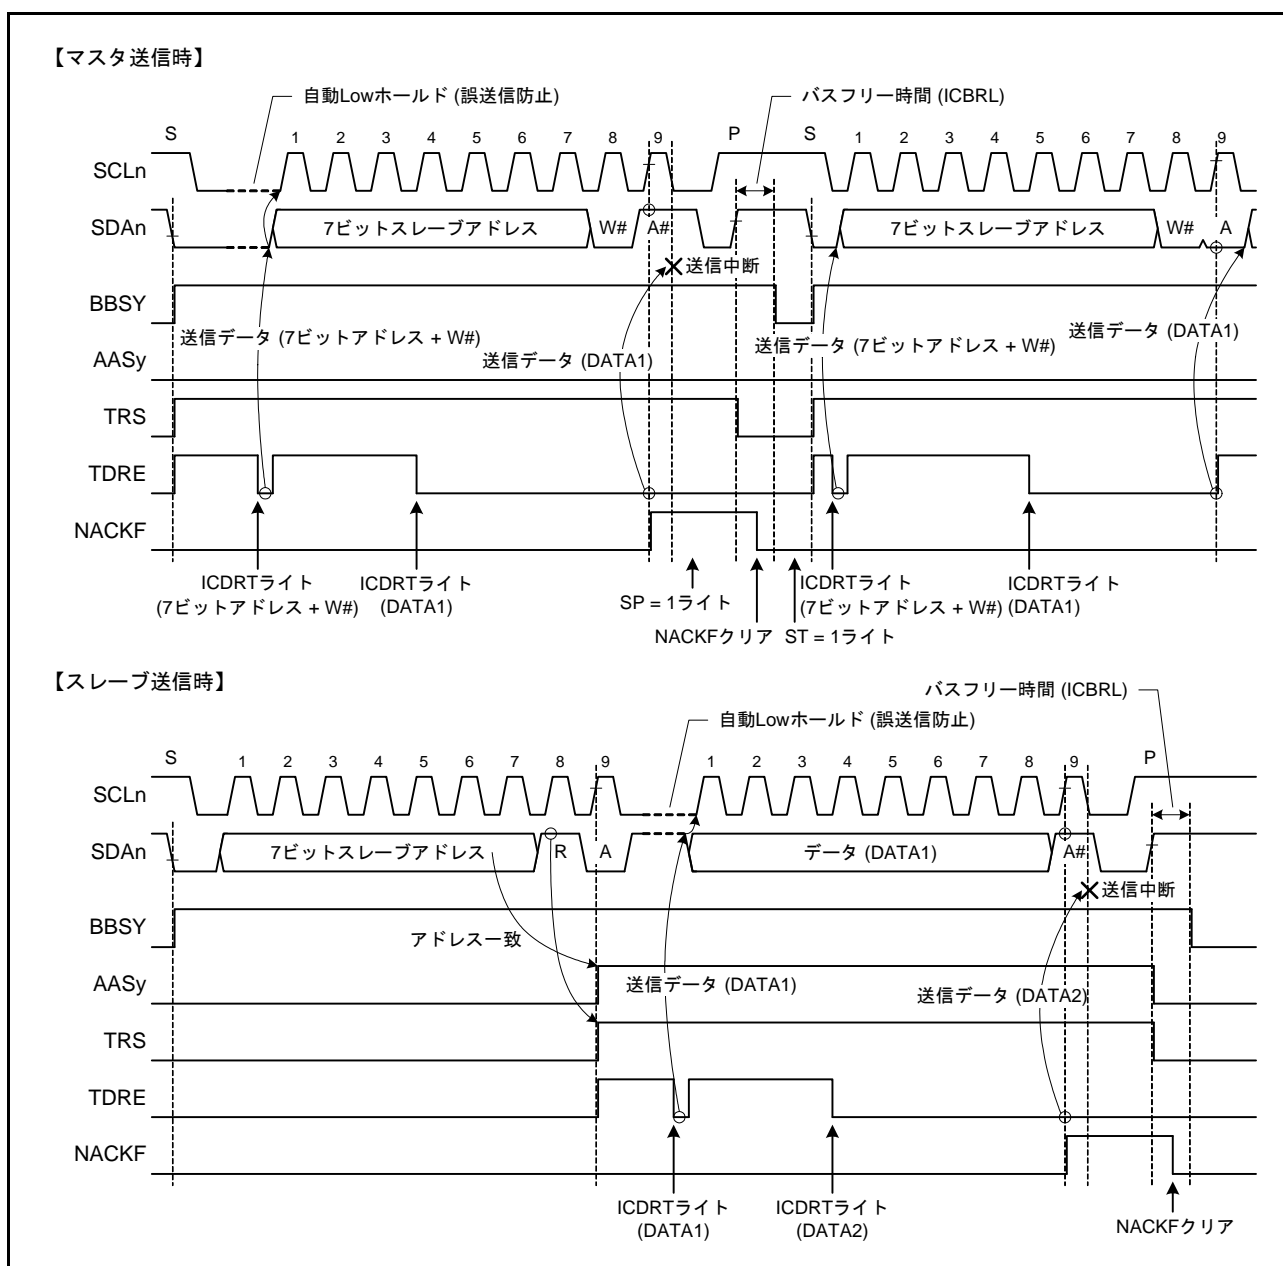 【マスタ送信時】
自動Lowホールド (誤送信防止)
バスフリー時間 (ICBRL)
S 1 2 3 4 5 6 7 8 9 P S 1 2 3 4 5 6 7 8 9
SCLn
SDAn 7ビットスレーブアドレス W# A# 7ビットスレーブアドレス W# A
送信中断
BBSY
送信データ (7ビットアドレス + W#) 送信データ (DATA1) 送信データ (7ビットアドレス + W#) 送信データ (DATA1)
AASy
TRS
TDRE
NACKF
ICDRTライト
(7ビットアドレス + W#)
ICDRTライト
(DATA1)
SP = 1ライト
NACKFクリア
ST = 1ライト
ICDRTライト
(7ビットアドレス + W#)
ICDRTライト
(DATA1)
【スレーブ送信時】
バスフリー時間 (ICBRL)
自動Lowホールド (誤送信防止)
S 1 2 3 4 5 6 7 8 9 1 2 3 4 5 6 7 8 9 P
SCLn
SDAn 7ビットスレーブアドレス R A データ (DATA1) A#
送信中断
BBSY
アドレス一致
AASy
送信データ (DATA1) 送信データ (DATA2)
TRS
TDRE
NACKF
ICDRTライト
(DATA1)
ICDRTライト
(DATA2)
NACKFクリア